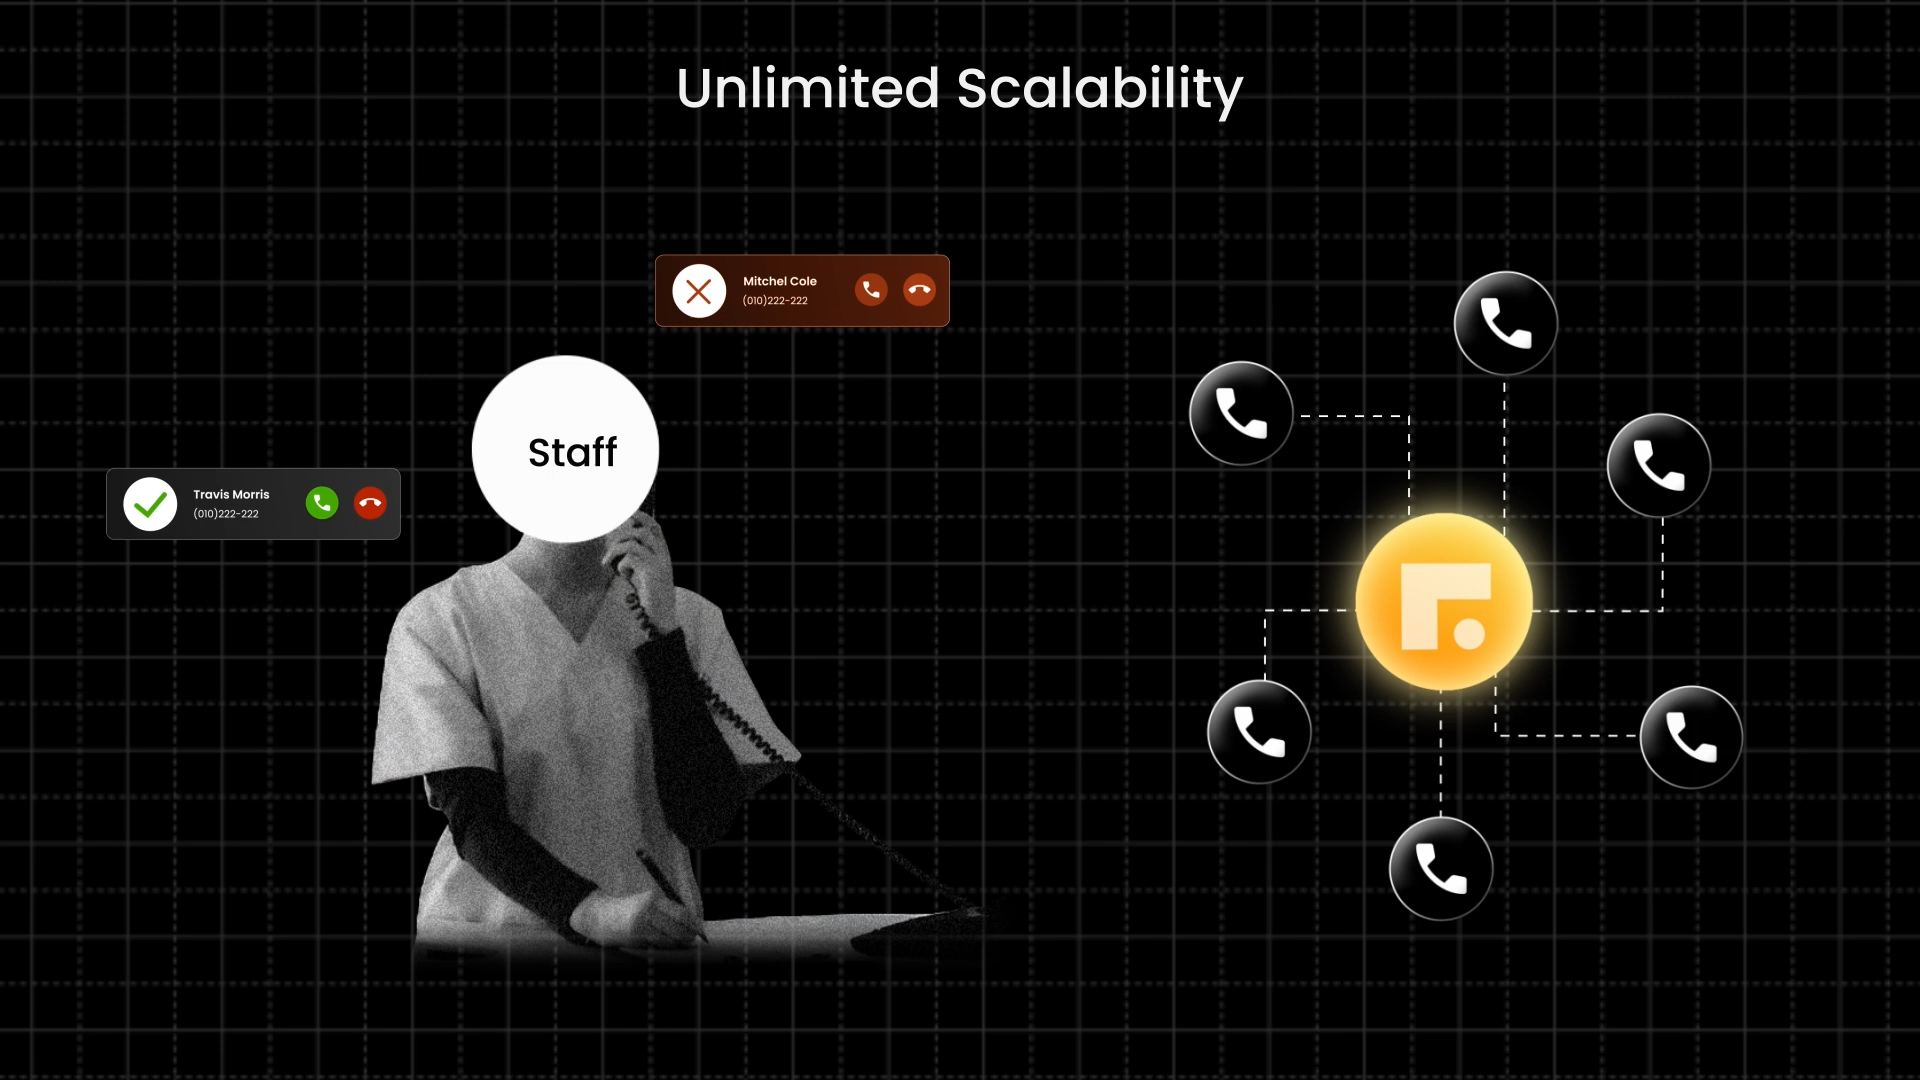 Unlimited Scalability
Mitchel Cole
(010)222-222
Staff
Travis Morris
(010)222-222